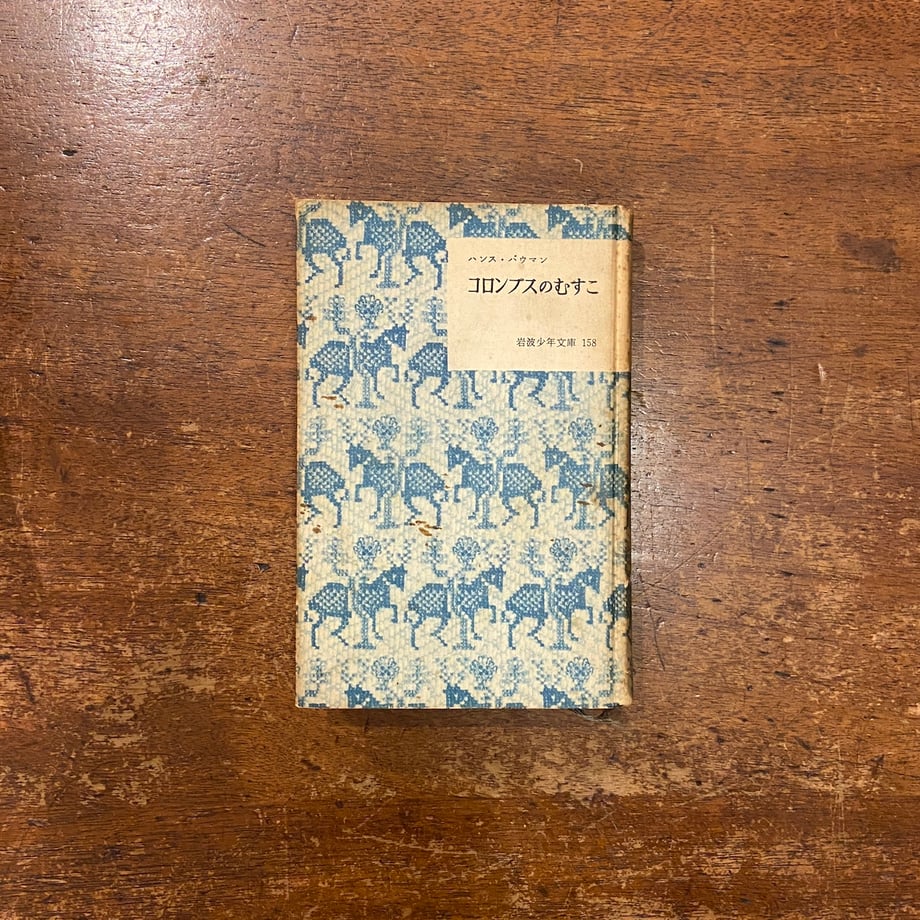 ハンス・バウマン
コロンブスのむすこ
岩波少年文庫 158